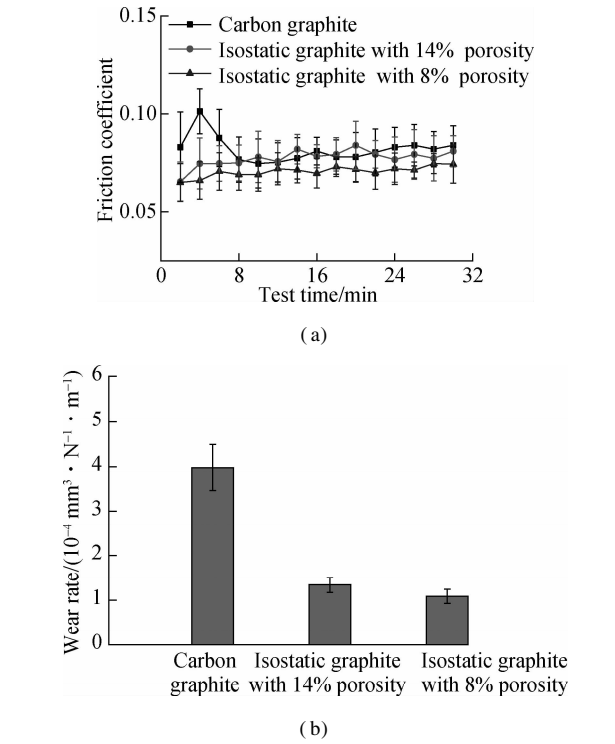 0.15
0.10
0.05
Friction coefficient
Carbon graphite
Isostatic graphite with 14% porosity
Isostatic graphite with 8% porosity
0 8 16 24 32
Test time/min
(a)
6
5
4
3
2
1
0
Wear rate/(10⁻⁴ mm³・N⁻¹・m⁻¹)
Carbon
graphite
Isostatic graphite
with 14% porosity
Isostatic graphite
with 8% porosity
(b)